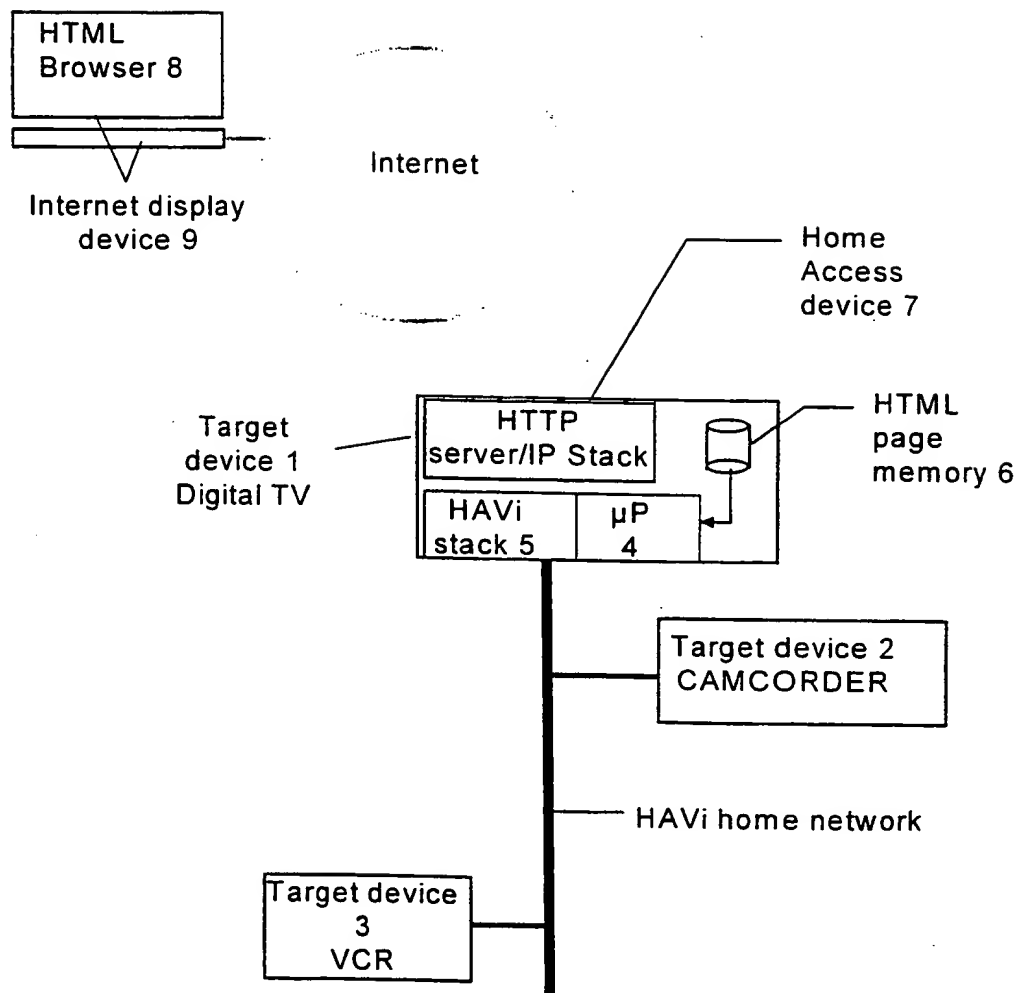 HTML
Browser 8
Internet
Internet display
device 9
Home
Access
device 7
HTTP
server/IP Stack
HTML
page
memory 6
Target
device 1
Digital TV
HAVi
stack 5
µP
4
Target device 2
CAMCORDER
HAVi home network
Target device
3
VCR